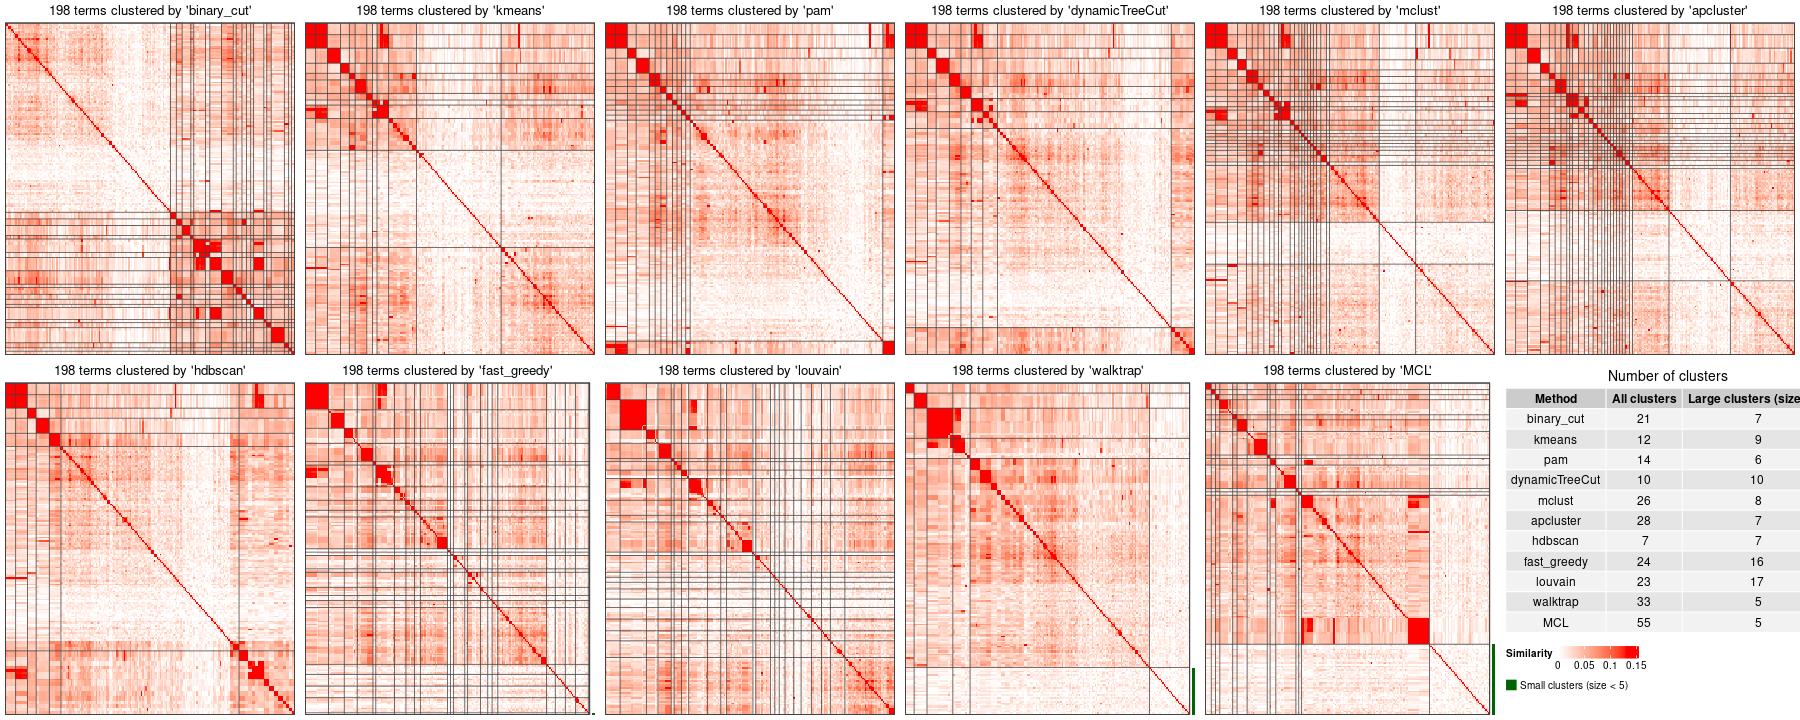 198 terms clustered by 'binary_cut'
198 terms clustered by 'kmeans'
198 terms clustered by 'pam'
198 terms clustered by 'dynamicTreeCut'
198 terms clustered by 'mclust'
198 terms clustered by 'apcluster'
198 terms clustered by 'hdbscan'
198 terms clustered by 'fast_greedy'
198 terms clustered by 'louvain'
198 terms clustered by 'walktrap'
198 terms clustered by 'MCL'
Number of clusters
Method All clusters Large clusters (size
binary_cut 21 7
kmeans 12 9
pam 14 6
dynamicTreeCut 10 10
mclust 26 8
apcluster 28 7
hdbscan 7 7
fast_greedy 24 16
louvain 23 17
walktrap 33 5
MCL 55 5
Similarity
0 0.05 0.1 0.15
Small clusters (size < 5)